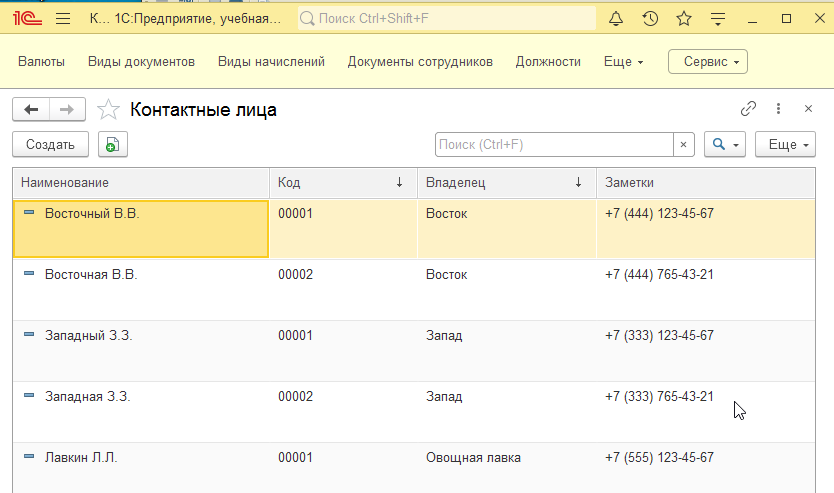 1С К... 1С:Предприятие, учебная... Поиск Ctrl+Shift+F
Валюты Виды документов Виды начислений Документы сотрудников Должности Еще Сервис
Контактные лица
Создать Поиск (Ctrl+F) × Еще
Наименование Код ↓ Владелец ↓ Заметки
Восточный В.В. 00001 Восток +7 (444) 123-45-67
Восточная В.В. 00002 Восток +7 (444) 765-43-21
Западный З.З. 00001 Запад +7 (333) 123-45-67
Западная З.З. 00002 Запад +7 (333) 765-43-21
Лавкин Л.Л. 00001 Овощная лавка +7 (555) 123-45-67